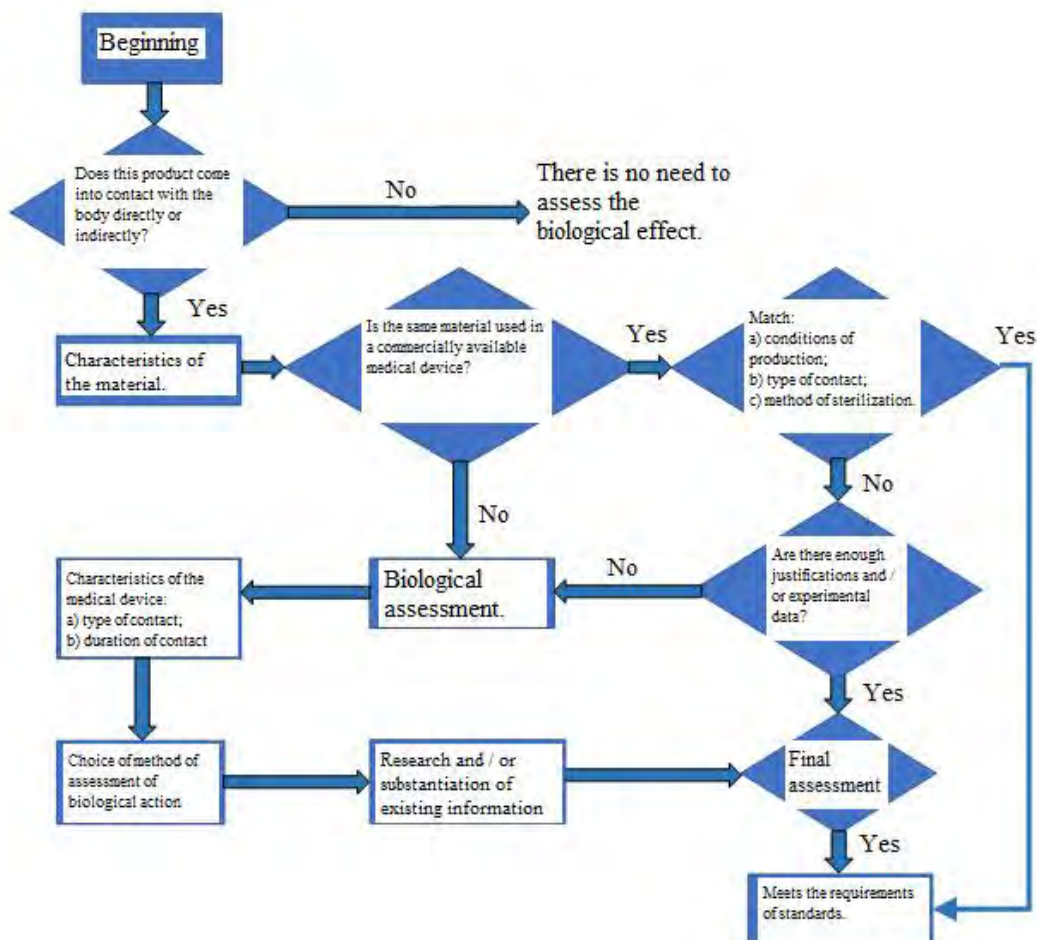 Beginning
Does this product come
into contact with the
body directly or
indirectly?
No
There is no need to
assess the
biological effect.
Yes
Characteristics of
the material.
Is the same material used in
a commercially available
medical device?
Yes
Match:
a) conditions of
production;
b) type of contact;
c) method of sterilization.
Yes
No
No
Are there enough
justifications and /
or experimental
data?
No
Biological
assessment.
Characteristics of the
medical device:
a) type of contact;
b) duration of contact
Yes
Choice of method of
assessment of
biological action
Research and / or
substantiation of
existing information
Final
assessment
Yes
Meets the requirements
of standards.